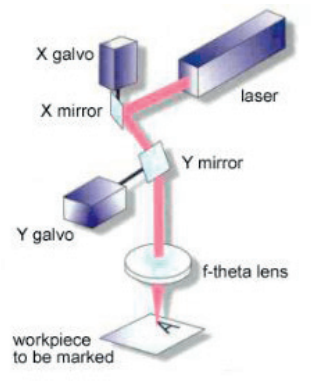 X galvo
laser
X mirror
Y mirror
Y galvo
f-theta lens
A
workpiece
to be marked